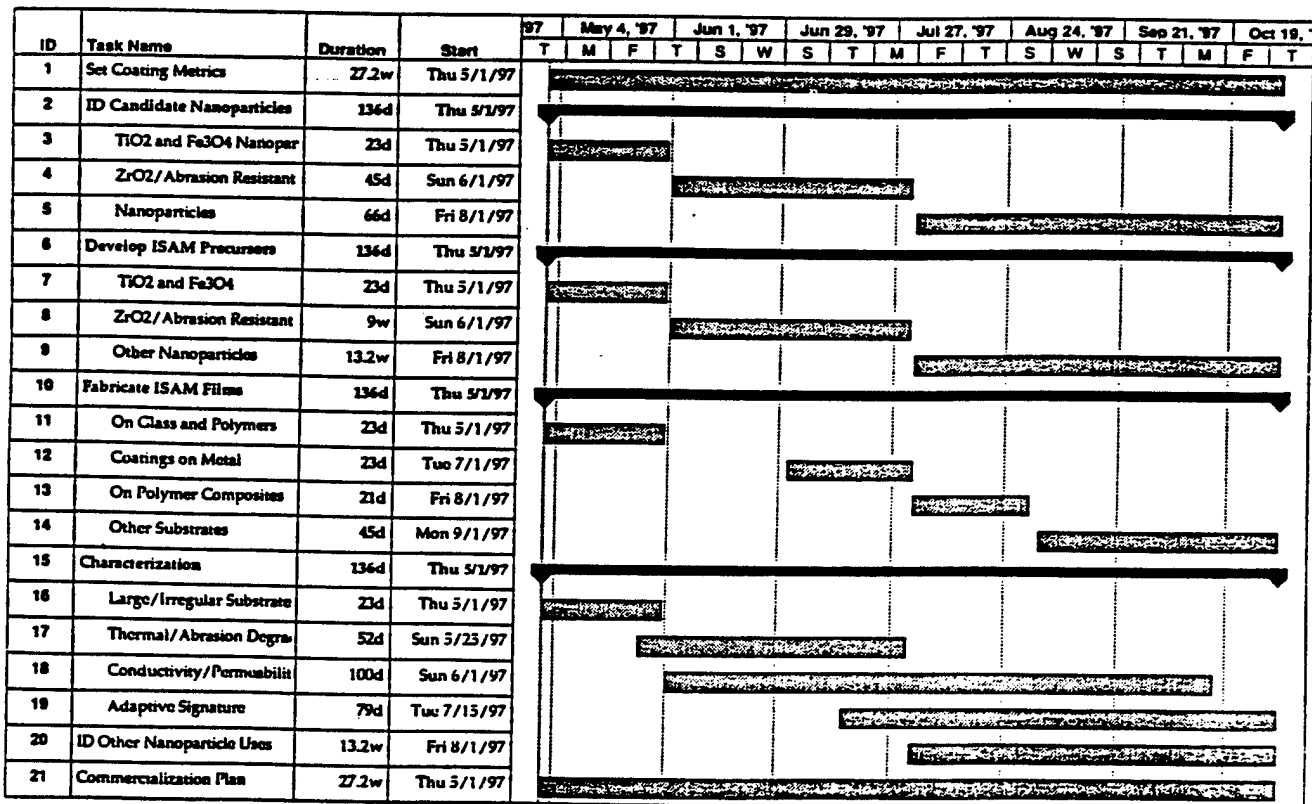 97 May 4, '97 Jun 1, '97 Jun 29, '97 Jul 27, '97 Aug 24, '97 Sep 21, '97 Oct 19, '
ID Task Name Duration Start T M F T S W S T M F T S W S T M F T
1 Set Coating Metrics 27.2w Thu 5/1/97
2 ID Candidate Nanoparticles 136d Thu 5/1/97
3 TiO2 and Fe3O4 Nanopar 23d Thu 5/1/97
4 ZrO2/Abrasion Resistant 45d Sun 6/1/97
5 Nanoparticles 66d Fri 8/1/97
6 Develop ISAM Precursors 136d Thu 5/1/97
7 TiO2 and Fe3O4 23d Thu 5/1/97
8 ZrO2/Abrasion Resistant 9w Sun 6/1/97
9 Other Nanoparticles 13.2w Fri 8/1/97
10 Fabricate ISAM Films 136d Thu 5/1/97
11 On Glass and Polymers 23d Thu 5/1/97
12 Coatings on Metal 23d Tue 7/1/97
13 On Polymer Composites 21d Fri 8/1/97
14 Other Substrates 45d Mon 9/1/97
15 Characterization 136d Thu 5/1/97
16 Large/Irregular Substrate 23d Thu 5/1/97
17 Thermal/Abrasion Degra 52d Sun 5/25/97
18 Conductivity/Permeabilit 100d Sun 6/1/97
19 Adaptive Signature 79d Tue 7/15/97
20 ID Other Nanoparticle Uses 13.2w Fri 8/1/97
21 Commercialization Plan 27.2w Thu 5/1/97